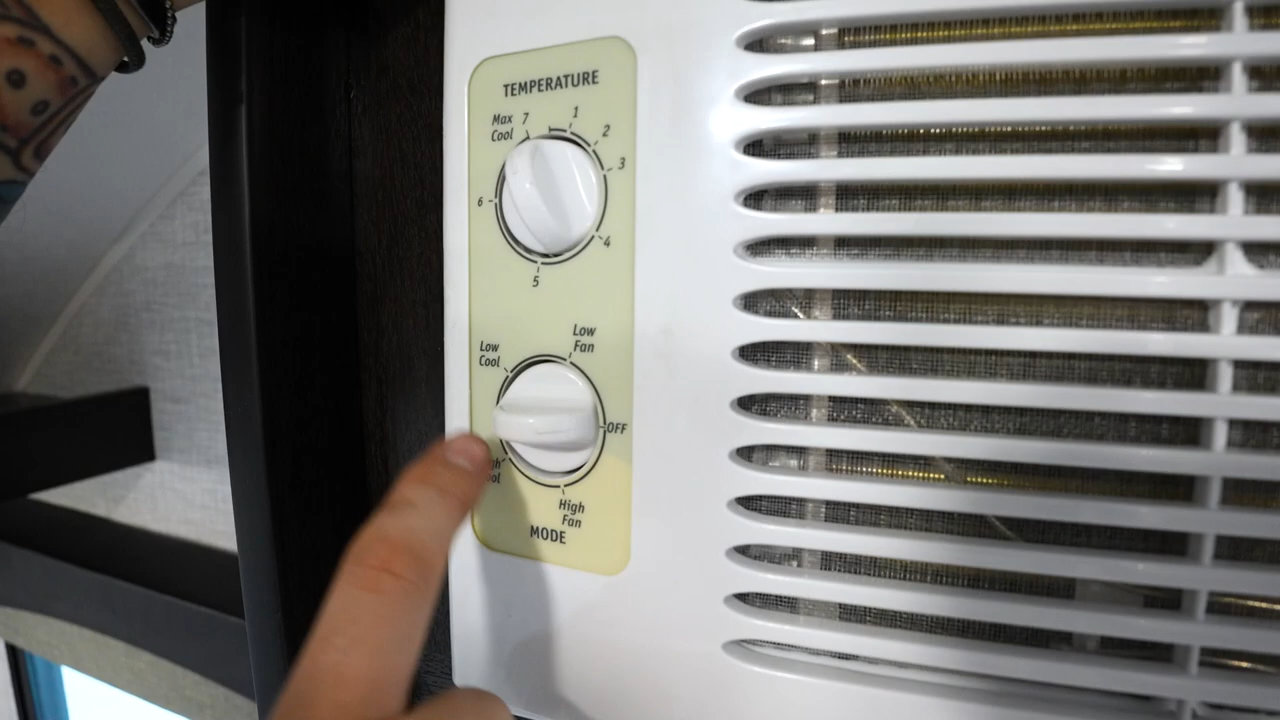 TEMPERATURE
Max
Cool
7
1
2
3
4
5
6
Low
Fan
Low
Cool
OFF
High
Fan
MODE